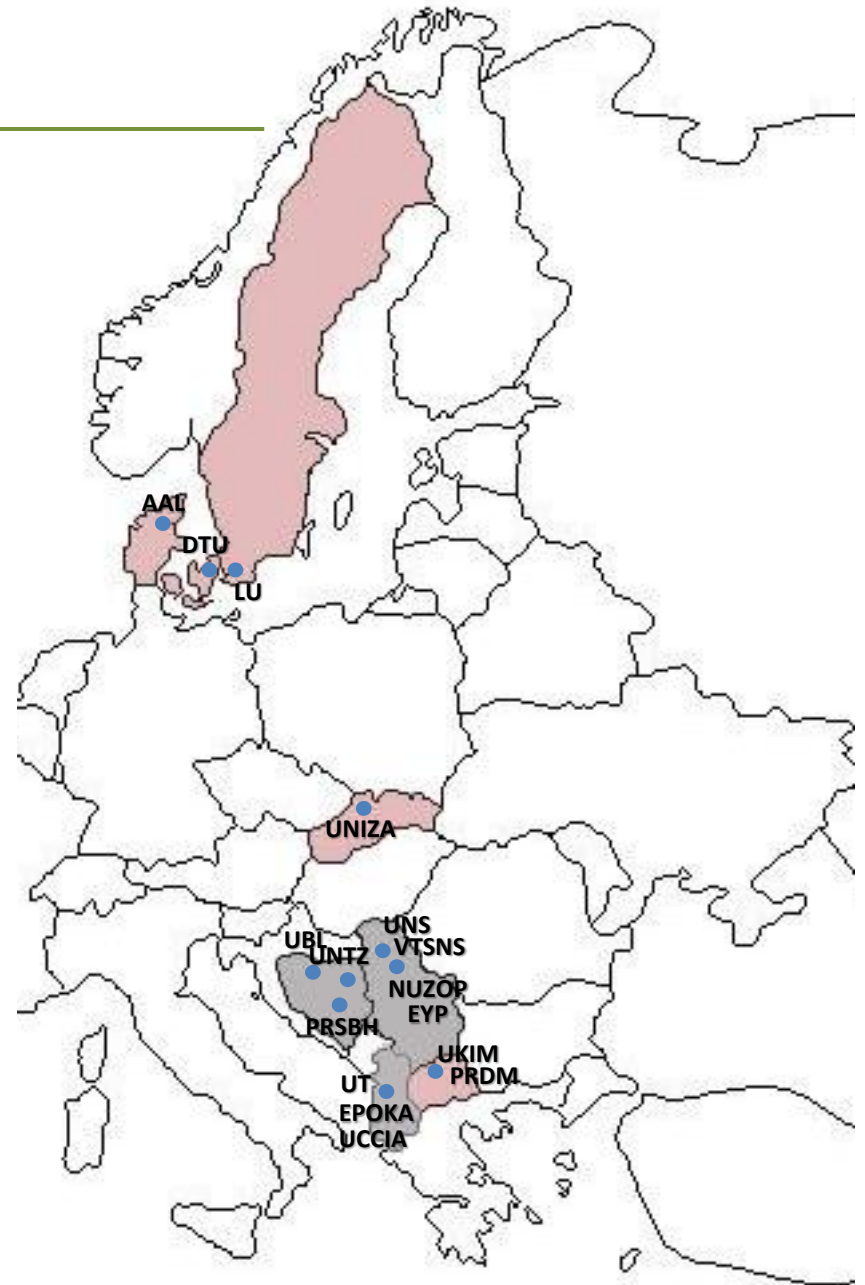 AAL
DTU
LU
UNIZA
UNS
UBL
VTSNS
UNTZ
NUZOP
EYP
PRSBH
UKIM
PRDM
UT
EPOKA
UCCIA